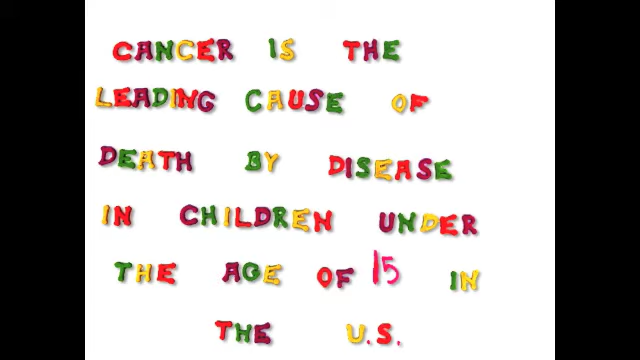 CANCER IS THE
LEADING CAUSE OF
DEATH BY DISEASE
IN CHILDREN UNDER
THE AGE OF 15 IN
THE U.S.